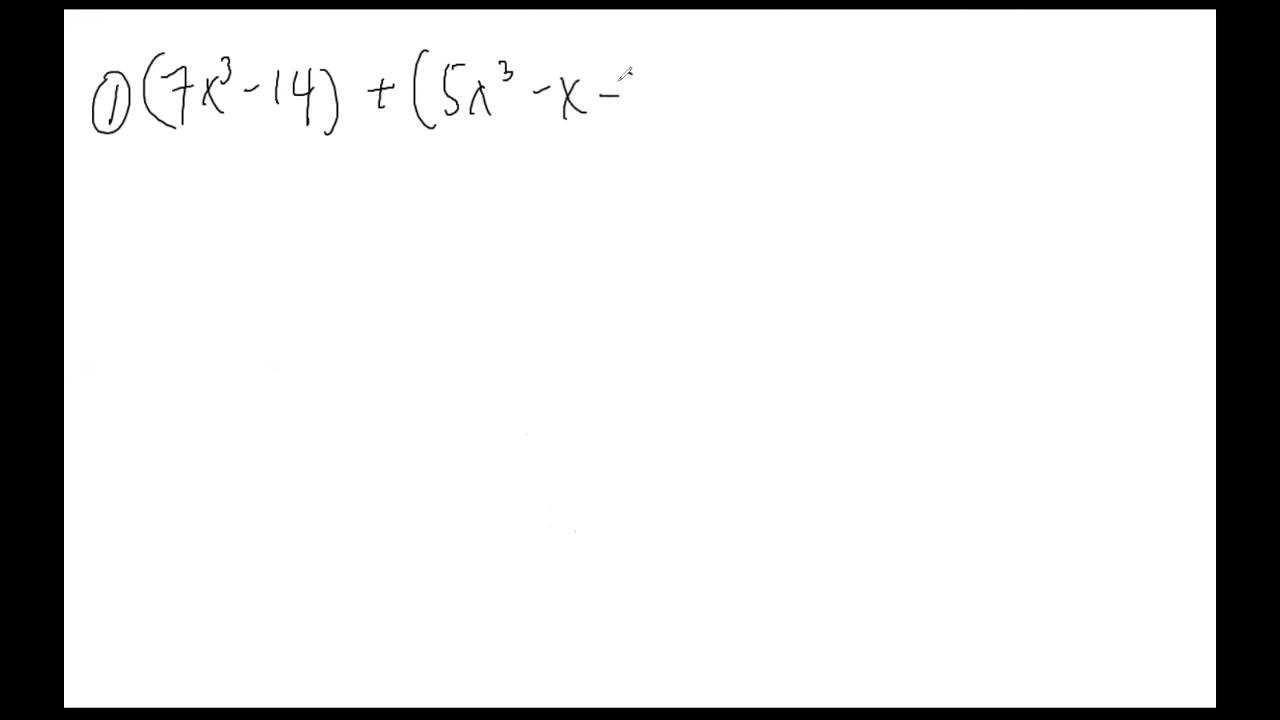 ① (7x³ - 14) + (5x³ - x -